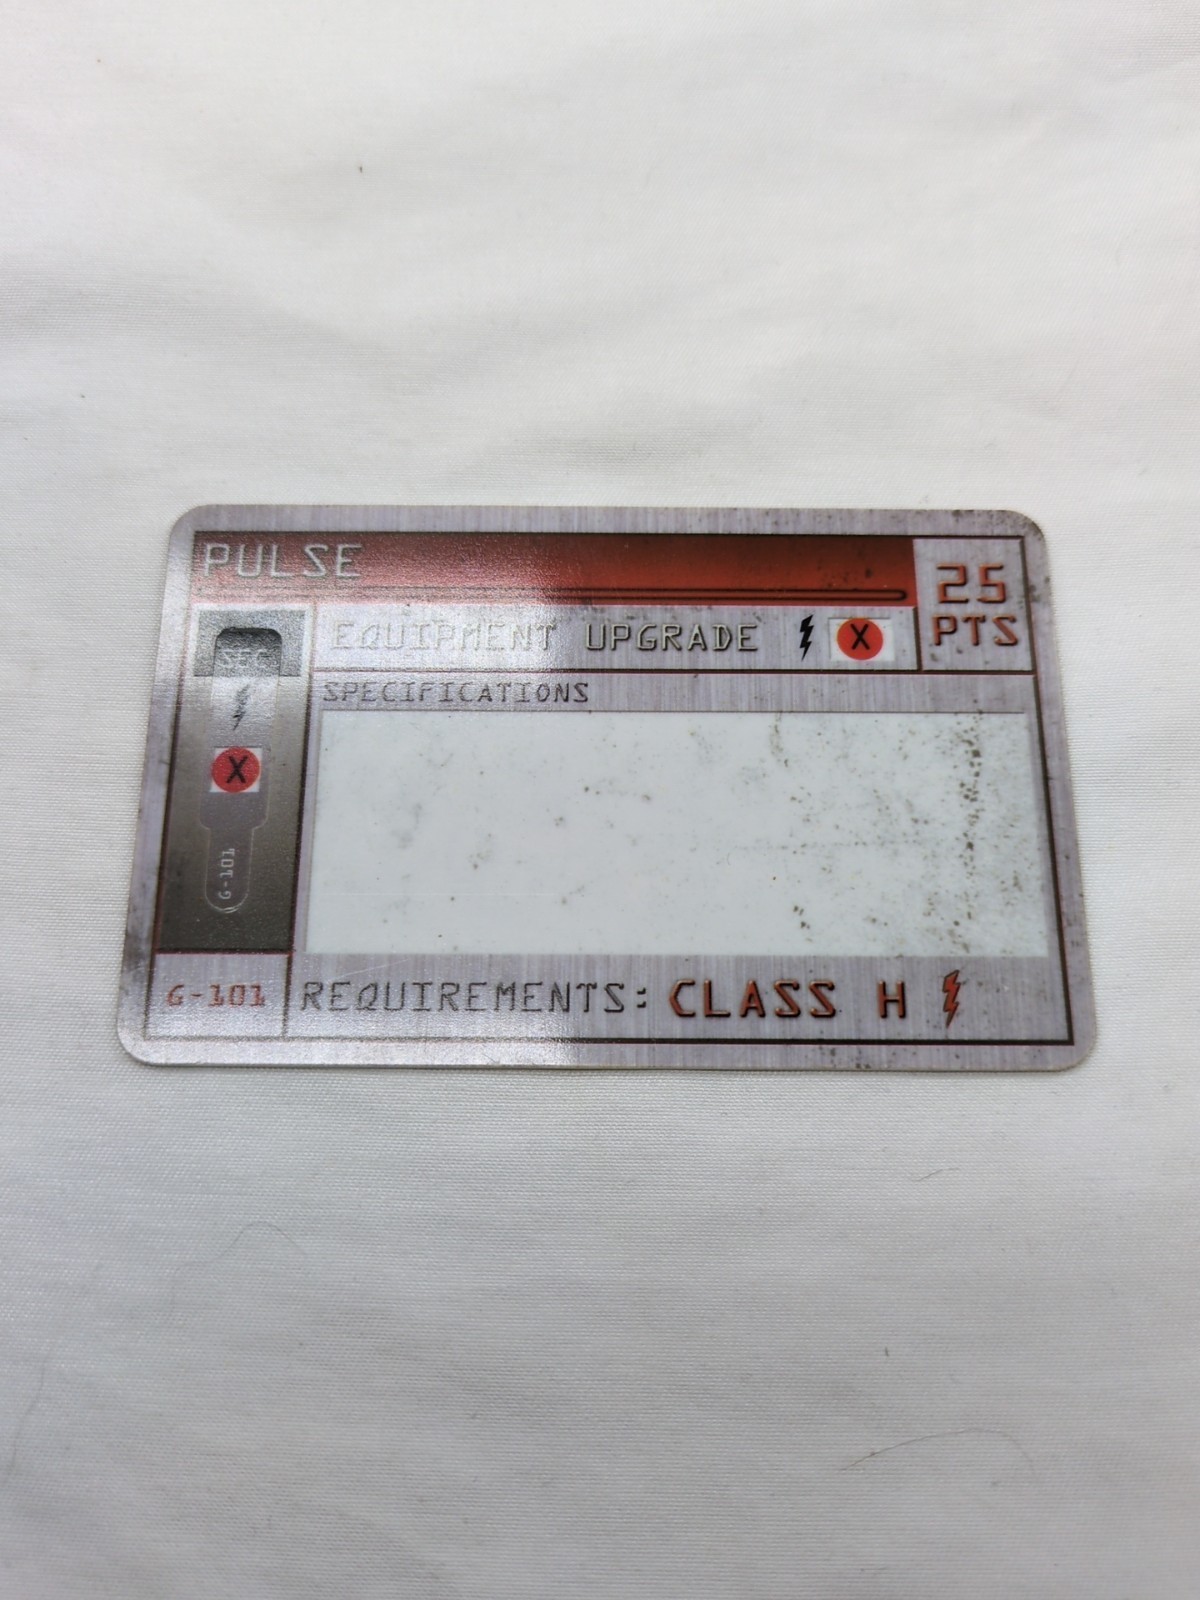 PULSE
25
PTS
EQUIPMENT UPGRADE X
SEC
SPECIFICATIONS
X
G-101
G-101
REQUIREMENTS: CLASS H